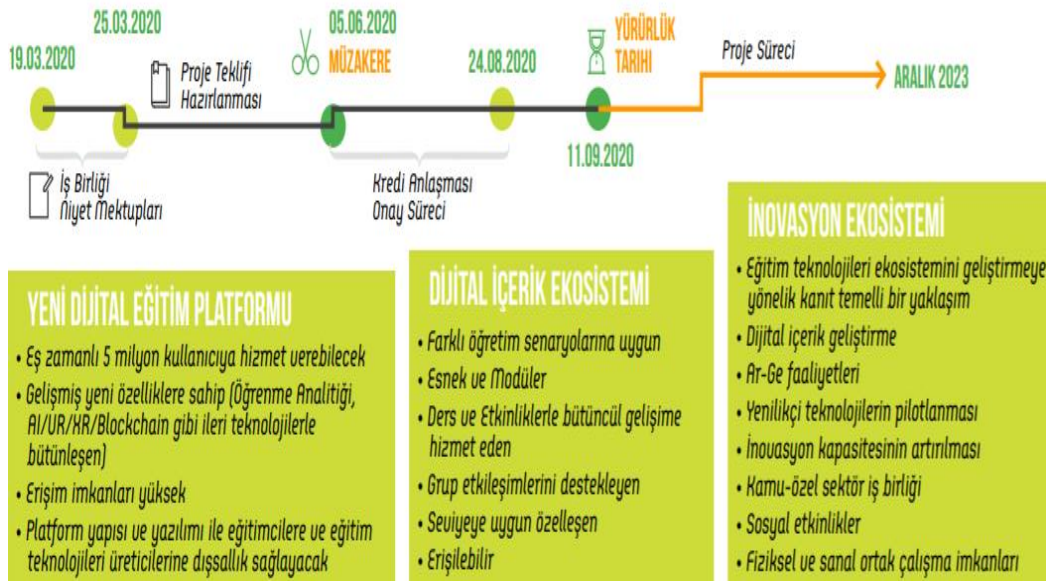 19.03.2020
25.03.2020
Proje Teklifi
Hazırlanması
05.06.2020
MÜZAKERE
24.08.2020
YÜRÜRLÜK
TARIHI
11.09.2020
Proje Süreci
ARALIK 2023
İş Birliği
Niyet Mektupları
Kredi Anlaşması
Onay Süreci
YENİ DİJİTAL EĞİTİM PLATFORMU
• Eş zamanlı 5 milyon kullanıcıya hizmet verebilecek
• Gelişmiş yeni özelliklere sahip (Öğrenme Analitiği,
AI/VR/XR/Blockchain gibi ileri teknolojilerle
bütünleşen)
• Erişim imkanları yüksek
• Platform yapısı ve yazılımı ile eğitimcilere ve eğitim
teknolojileri üreticilerine dışsallık sağlayacak
DİJİTAL İÇERİK EKOSİSTEMİ
• Farklı öğretim senaryolarına uygun
• Esnek ve Modüler
• Ders ve Etkinliklerle bütüncül gelişime
hizmet eden
• Grup etkileşimlerini destekleyen
• Seviyeye uygun özelleşen
• Erişilebilir
İNOVASYON EKOSİSTEMİ
• Eğitim teknolojileri ekosistemini geliştirmeye
yönelik kanıt temelli bir yaklaşım
• Dijital içerik geliştirme
• Ar-Ge faaliyetleri
• Yenilikçi teknolojilerin pilotlanması
• İnovasyon kapasitesinin artırılması
• Kamu-özel sektör iş birliği
• Sosyal etkinlikler
• Fiziksel ve sanal ortak çalışma imkanları